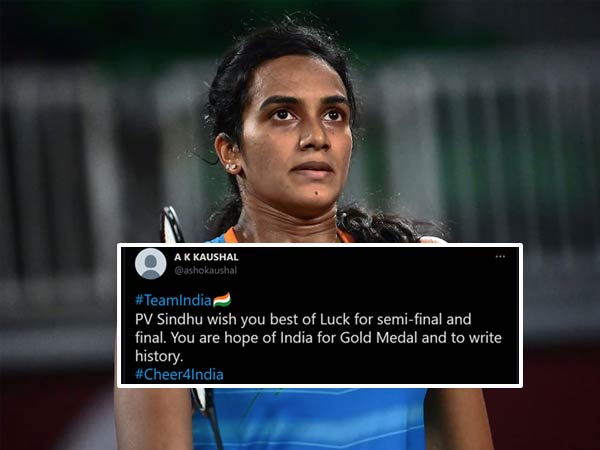 A K KAUSHAL
@ashokaushal
#TeamIndia🇮🇳
PV Sindhu wish you best of Luck for semi-final and
final. You are hope of India for Gold Medal and to write
history.
#Cheer4India